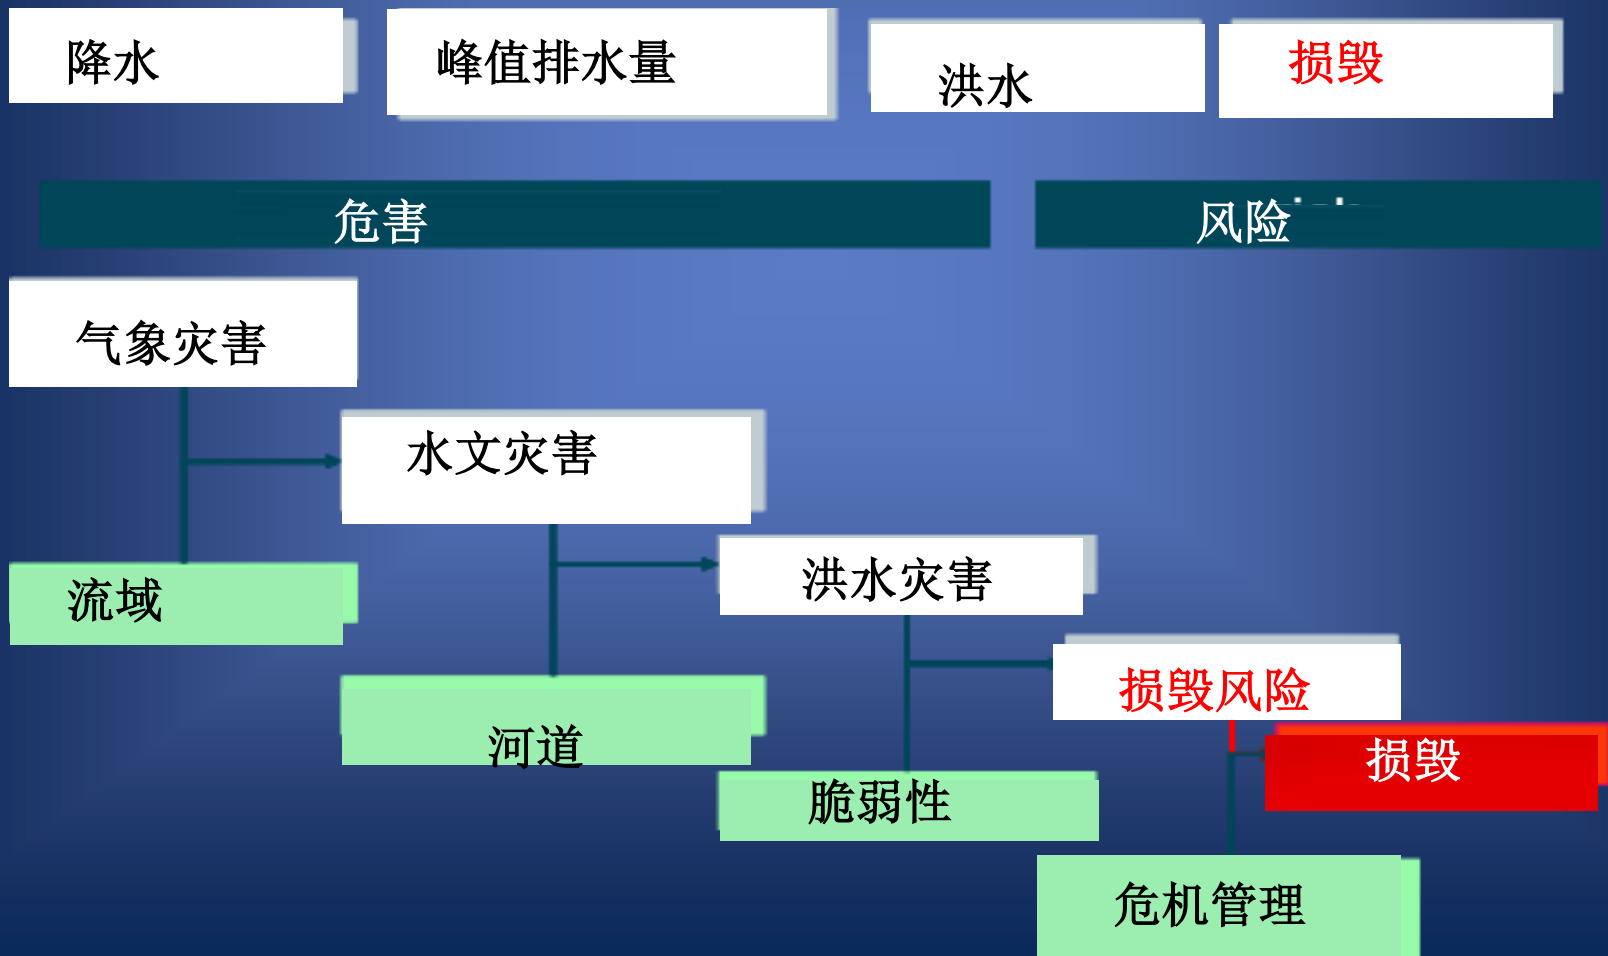 降水
峰值排水量
洪水
损毁
危害
风险
气象灾害
水文灾害
流域
洪水灾害
河道
损毁风险
损毁
脆弱性
危机管理